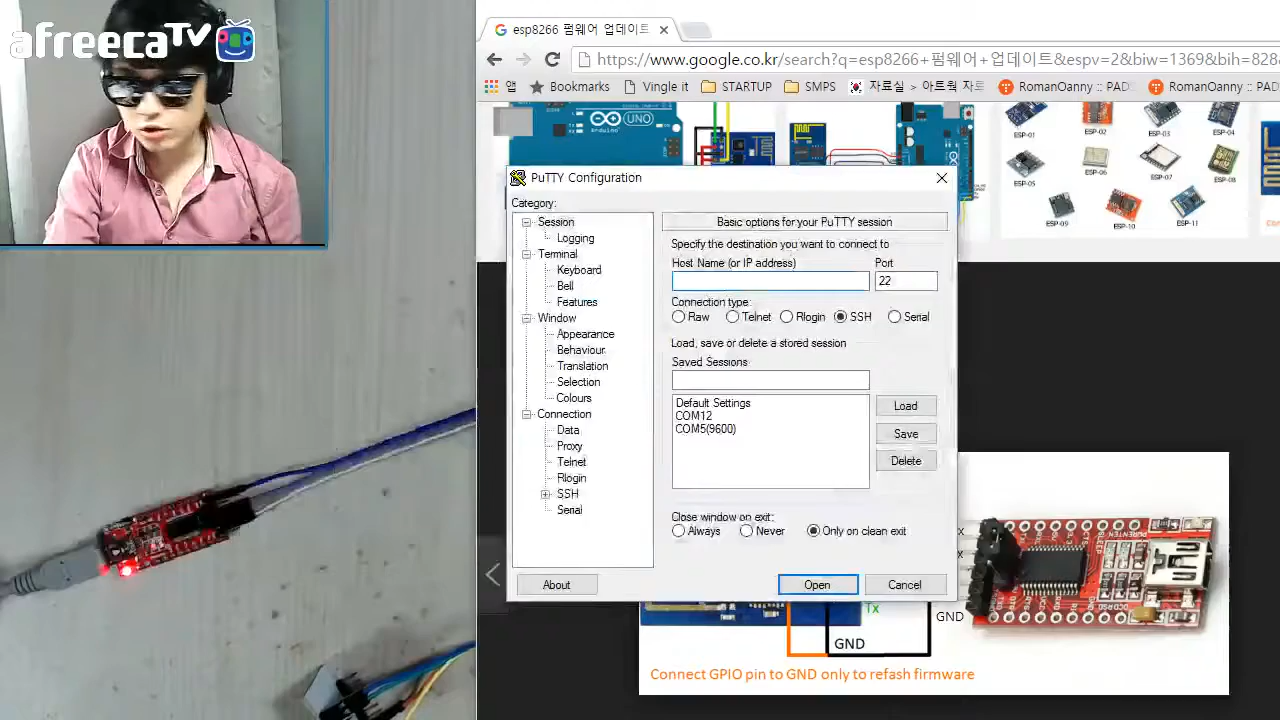 afreecaTV
esp8266 펌웨어 업데이트
https://www.google.co.kr/search?q=esp8266+펌웨어+업데이트&espv=2&biw=1369&bih=828
앱
Bookmarks
Vingle it
STARTUP
SMPS
자료실 > 아트웍 자료
RomanOanny :: PAD
RomanOanny :: PAD
UNO
ARDUINO
ESP-01
ESP-02
ESP-03
ESP-04
ESP-05
ESP-06
ESP-07
ESP-08
ESP-09
ESP-10
ESP-11
PuTTY Configuration
Category:
Session
Logging
Terminal
Keyboard
Bell
Features
Window
Appearance
Behaviour
Translation
Selection
Colours
Connection
Data
Proxy
Telnet
Rlogin
SSH
Serial
Basic options for your PuTTY session
Specify the destination you want to connect to
Host Name (or IP address) Port
22
Connection type:
Raw Telnet Rlogin SSH Serial
Load, save or delete a stored session
Saved Sessions
Default Settings
COM12
COM5(9600)
Load
Save
Delete
Close window on exit:
Always Never Only on clean exit
About
Open
Cancel
Tx
GND
GND
Connect GPIO pin to GND only to refash firmware